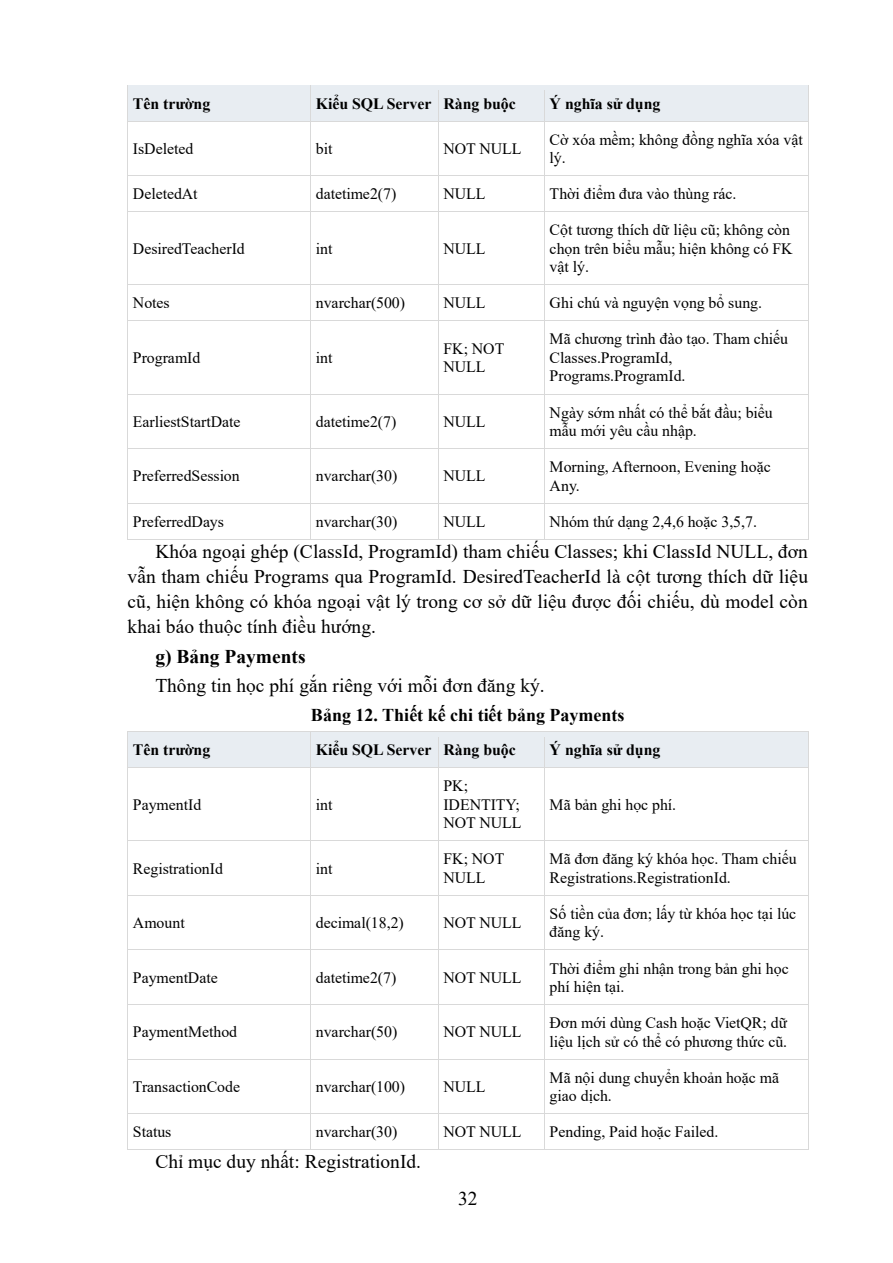 Tên trường Kiểu SQL Server Ràng buộc Ý nghĩa sử dụng
IsDeleted bit NOT NULL Cờ xóa mềm; không đồng nghĩa xóa vật
lý.
DeletedAt datetime2(7) NULL Thời điểm đưa vào thùng rác.
DesiredTeacherId int NULL Cột tương thích dữ liệu cũ; không còn
chọn trên biểu mẫu; hiện không có FK
vật lý.
Notes nvarchar(500) NULL Ghi chú và nguyện vọng bổ sung.
ProgramId int FK; NOT
NULL Mã chương trình đào tạo. Tham chiếu
Classes.ProgramId,
Programs.ProgramId.
EarliestStartDate datetime2(7) NULL Ngày sớm nhất có thể bắt đầu; biểu
mẫu mới yêu cầu nhập.
PreferredSession nvarchar(30) NULL Morning, Afternoon, Evening hoặc
Any.
PreferredDays nvarchar(30) NULL Nhóm thứ dạng 2,4,6 hoặc 3,5,7.
Khóa ngoại ghép (ClassId, ProgramId) tham chiếu Classes; khi ClassId NULL, đơn
vẫn tham chiếu Programs qua ProgramId. DesiredTeacherId là cột tương thích dữ liệu
cũ, hiện không có khóa ngoại vật lý trong cơ sở dữ liệu được đối chiếu, dù model còn
khai báo thuộc tính điều hướng.
g) Bảng Payments
Thông tin học phí gắn riêng với mỗi đơn đăng ký.
Bảng 12. Thiết kế chi tiết bảng Payments
Tên trường Kiểu SQL Server Ràng buộc Ý nghĩa sử dụng
PaymentId int PK;
IDENTITY;
NOT NULL Mã bản ghi học phí.
RegistrationId int FK; NOT
NULL Mã đơn đăng ký khóa học. Tham chiếu
Registrations.RegistrationId.
Amount decimal(18,2) NOT NULL Số tiền của đơn; lấy từ khóa học tại lúc
đăng ký.
PaymentDate datetime2(7) NOT NULL Thời điểm ghi nhận trong bản ghi học
phí hiện tại.
PaymentMethod nvarchar(50) NOT NULL Đơn mới dùng Cash hoặc VietQR; dữ
liệu lịch sử có thể có phương thức cũ.
TransactionCode nvarchar(100) NULL Mã nội dung chuyển khoản hoặc mã
giao dịch.
Status nvarchar(30) NOT NULL Pending, Paid hoặc Failed.
Chỉ mục duy nhất: RegistrationId.
32